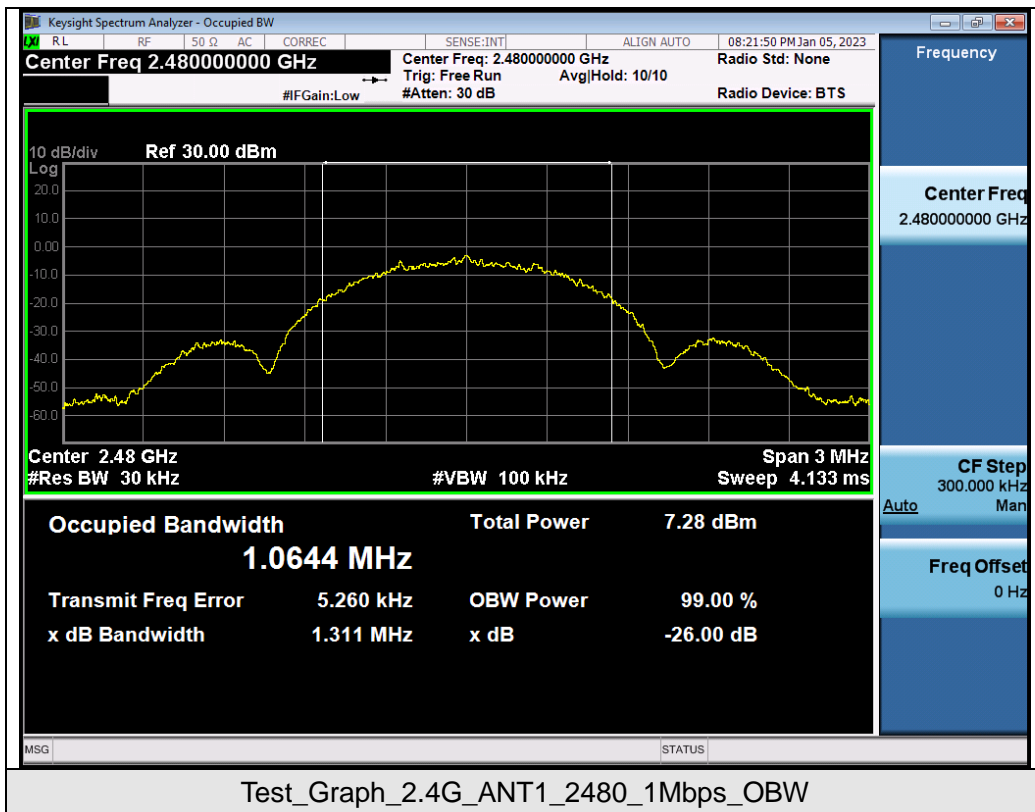 Keysight Spectrum Analyzer - Occupied BW
LXI RL RF 50 Ω AC CORREC SENSE:INT ALIGN AUTO 08:21:50 PM Jan 05, 2023
Center Freq 2.480000000 GHz
Center Freq: 2.480000000 GHz
Radio Std: None
Trig: Free Run Avg|Hold: 10/10
#IFGain:Low
#Atten: 30 dB
Radio Device: BTS
Frequency
10 dB/div Ref 30.00 dBm
Log
20.0
10.0
0.00
-10.0
-20.0
-30.0
-40.0
-50.0
-60.0
Center 2.48 GHz Span 3 MHz
#Res BW 30 kHz #VBW 100 kHz Sweep 4.133 ms
Center Freq
2.480000000 GHz
CF Step
300.000 kHz
Auto Man
Freq Offset
0 Hz
Occupied Bandwidth Total Power 7.28 dBm
1.0644 MHz
Transmit Freq Error 5.260 kHz OBW Power 99.00 %
x dB Bandwidth 1.311 MHz x dB -26.00 dB
MSG STATUS
Test_Graph_2.4G_ANT1_2480_1Mbps_OBW